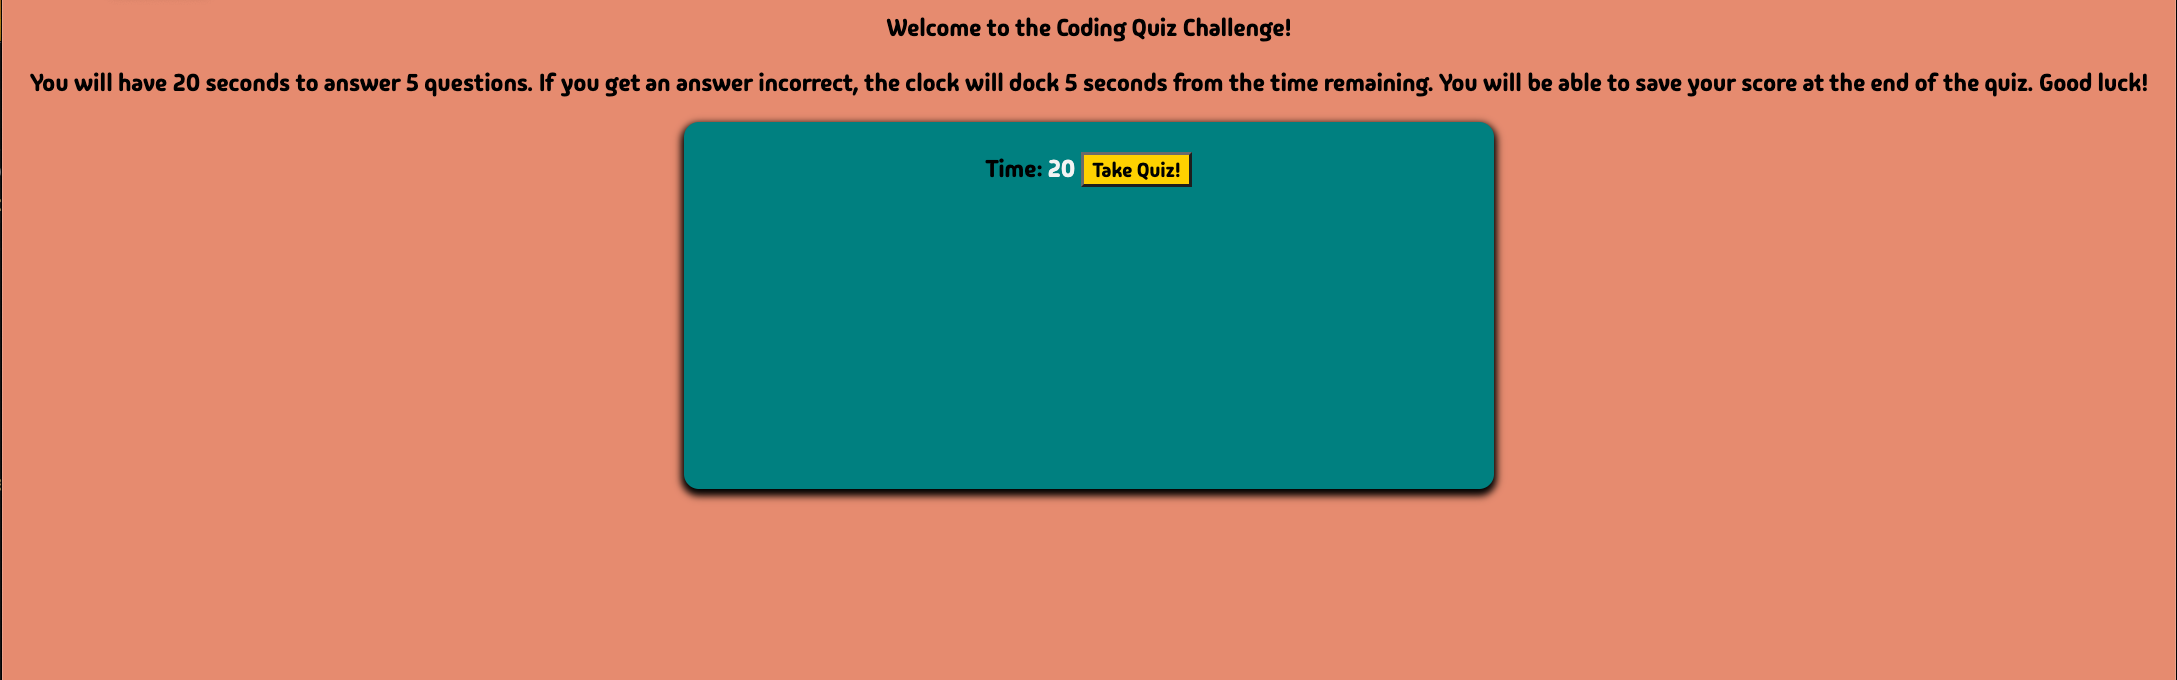 Welcome to the Coding Quiz Challenge!
You will have 20 seconds to answer 5 questions. If you get an answer incorrect, the clock will dock 5 seconds from the time remaining. You will be able to save your score at the end of the quiz. Good luck!
Time: 20 Take Quiz!